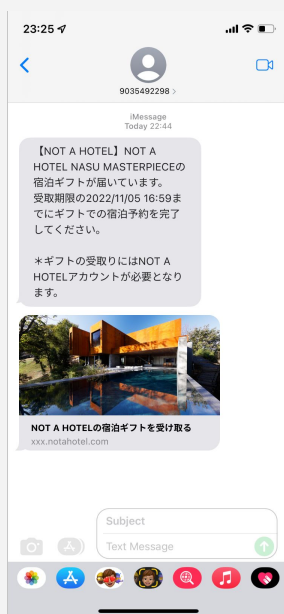 23:25
9035492298
iMessage
Today 22:44
【NOT A HOTEL】NOT A
HOTEL NASU MASTERPIECEの
宿泊ギフトが届いています。
受取期限の2022/11/05 16:59ま
でにギフトでの宿泊予約を完了
してください。
＊ギフトの受取りにはNOT A
HOTELアカウントが必要となり
ます。
NOT A HOTELの宿泊ギフトを受け取る
xxx.notahotel.com
Subject
Text Message